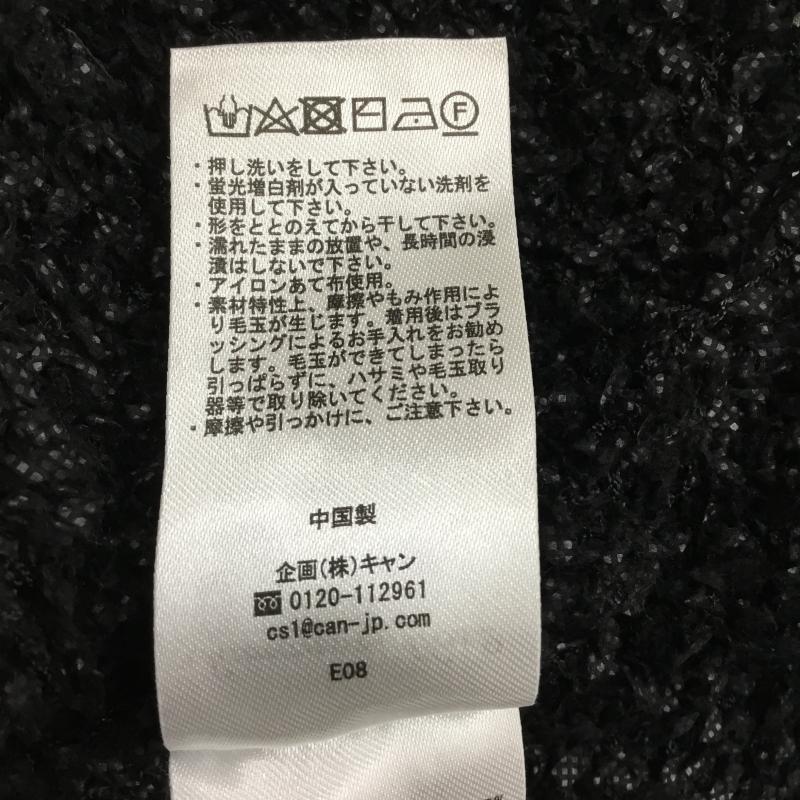 F
・押し洗いをして下さい。
・蛍光増白剤が入っていない洗剤を
使用して下さい。
・形をととのえてから干して下さい。
・濡れたままの放置や、長時間の浸
漬はしないで下さい。
・アイロンあて布使用。
・素材特性上、摩擦やもみ作用によ
り毛玉が生じます。着用後はブラ
ッシングによるお手入れをお勧め
します。毛玉ができてしまったら
引っぱらずに、ハサミや毛玉取り
器等で取り除いてください。
・摩擦や引っかけに、ご注意下さい。
中国製
企画(株)キャン
0120-112961
cs1@can-jp.com
E08